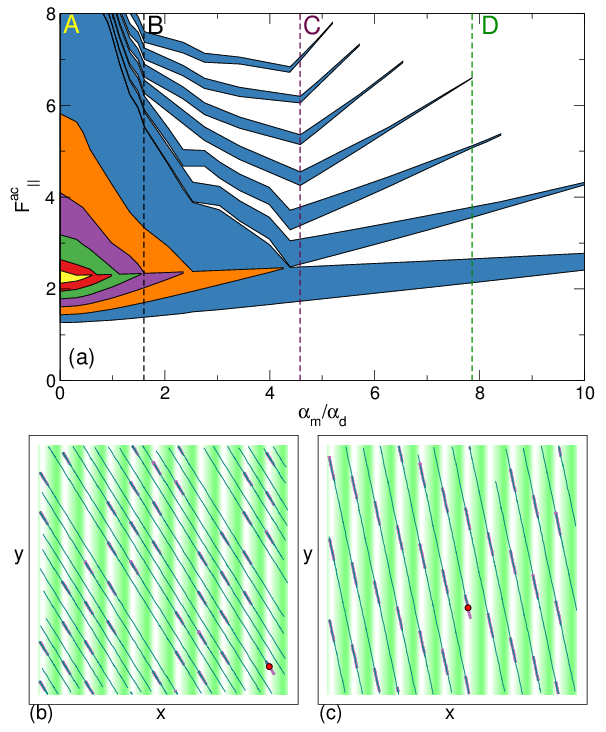 A B C D
8
6
4
2
0
F^ac_||
(a)
0 2 4 6 8 10
α_m/α_d
y
y
(b) x
(c) x